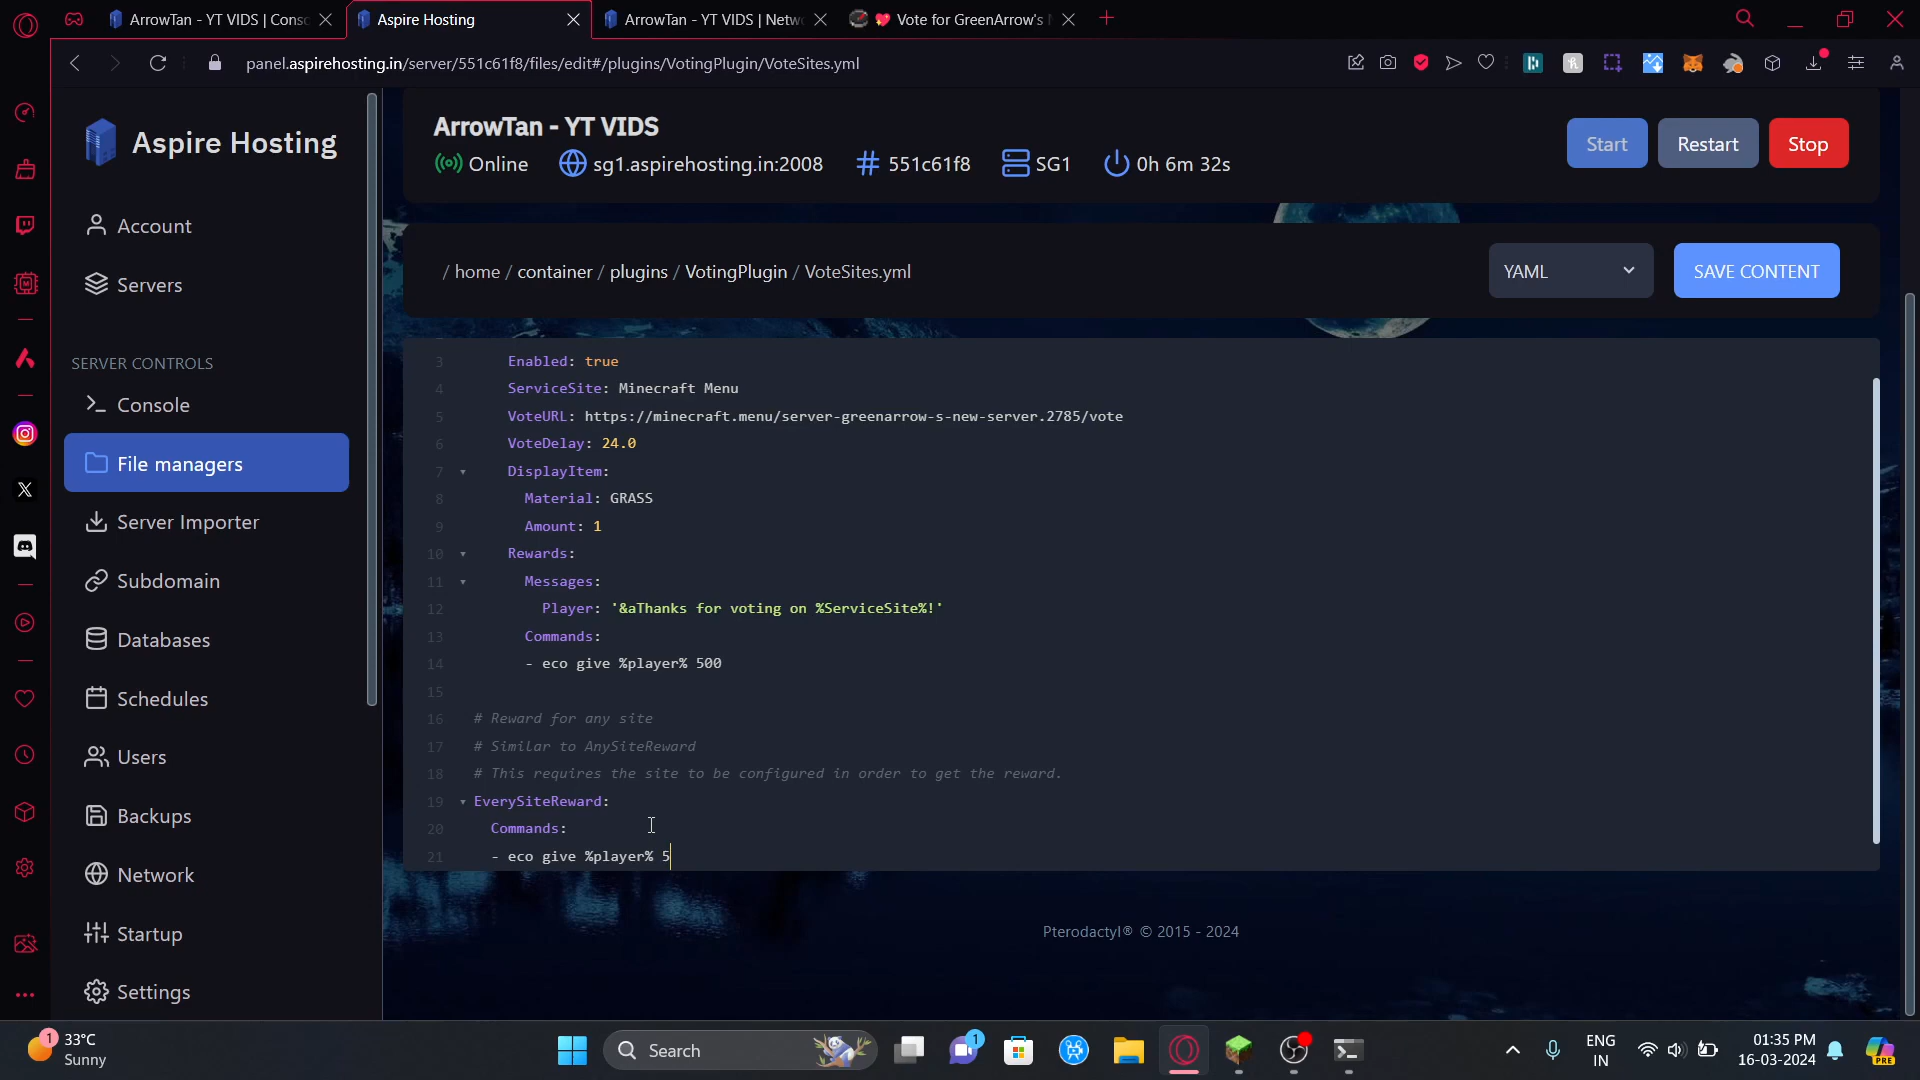 ArrowTan - YT VIDS | Conso
Aspire Hosting
ArrowTan - YT VIDS | Netwo
Vote for GreenArrow's N
panel.aspirehosting.in/server/551c61f8/files/edit#/plugins/VotingPlugin/VoteSites.yml
Aspire Hosting
Account
Servers
SERVER CONTROLS
Console
File managers
Server Importer
Subdomain
Databases
Schedules
Users
Backups
Network
Startup
Settings
ArrowTan - YT VIDS
Online
sg1.aspirehosting.in:2008
551c61f8
SG1
0h 6m 32s
Start
Restart
Stop
/ home / container / plugins / VotingPlugin / VoteSites.yml
YAML
SAVE CONTENT
3 Enabled: true
4 ServiceSite: Minecraft Menu
5 VoteURL: https://minecraft.menu/server-greenarrow-s-new-server.2785/vote
6 VoteDelay: 24.0
7 DisplayItem:
8 Material: GRASS
9 Amount: 1
10 Rewards:
11 Messages:
12 Player: '&aThanks for voting on %ServiceSite%!'
13 Commands:
14 - eco give %player% 500
15
16 # Reward for any site
17 # Similar to AnySiteReward
18 # This requires the site to be configured in order to get the reward.
19 EverySiteReward:
20 Commands:
21 - eco give %player% 5
Pterodactyl® © 2015 - 2024
1
33°C
Sunny
Search
1
ENG
IN
01:35 PM
16-03-2024
PRE